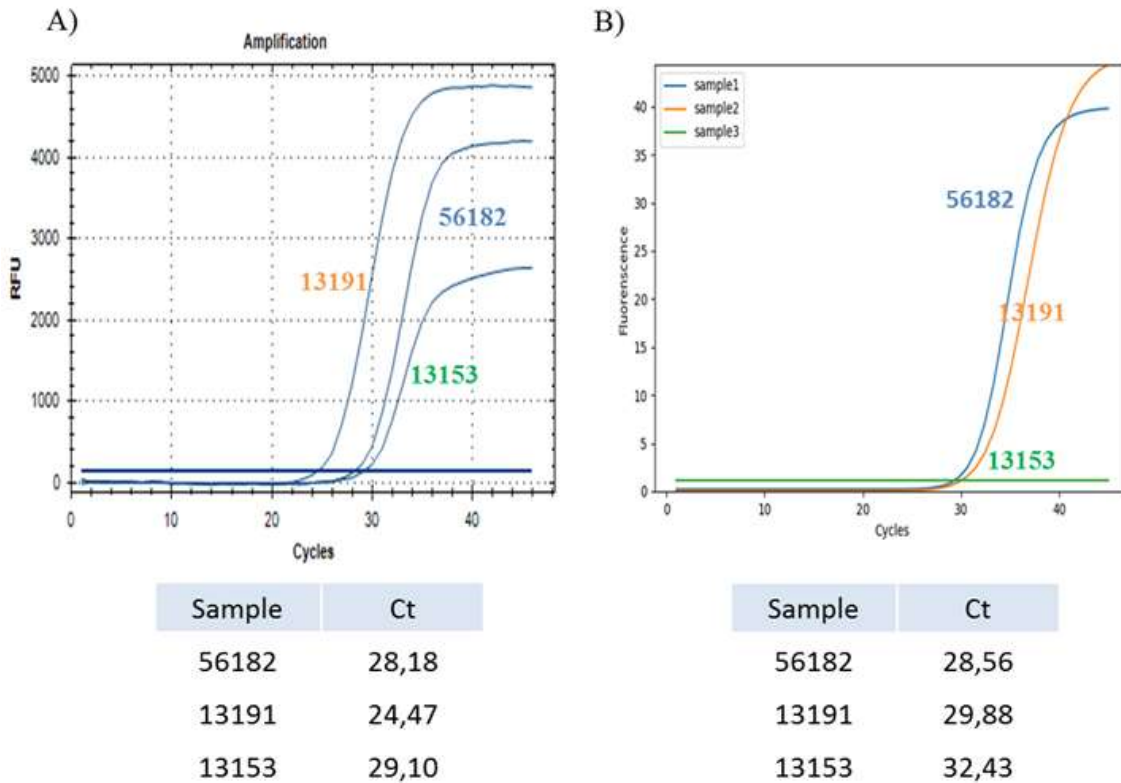 A)
Amplification
5000
4000
3000
2000
1000
0
RFU
0 10 20 30 40
Cycles
56182
13191
13153
Sample Ct
56182 28,18
13191 24,47
13153 29,10
B)
sample1
sample2
sample3
40
35
30
25
20
15
10
5
0
Fluorenscence
0 10 20 30 40
Cycles
56182
13191
13153
Sample Ct
56182 28,56
13191 29,88
13153 32,43